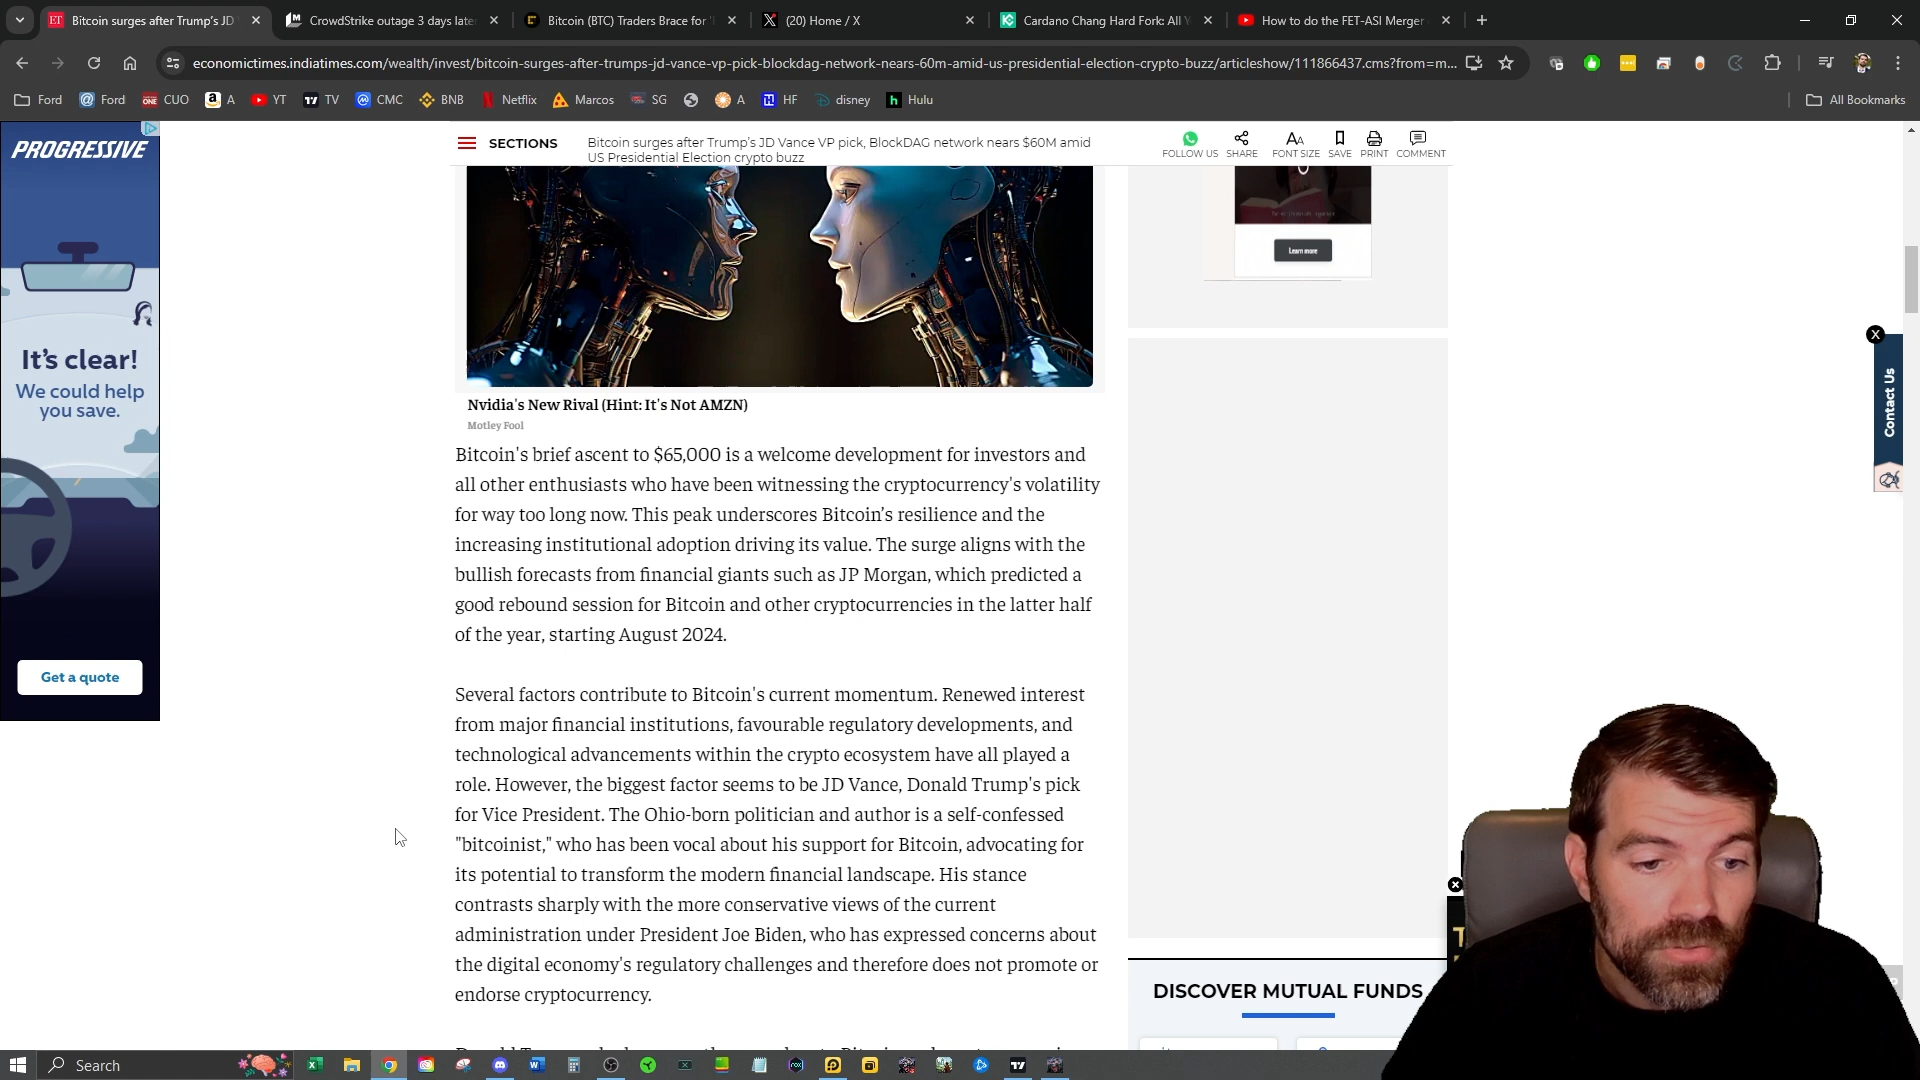 Bitcoin surges after Trump's JD
CrowdStrike outage 3 days late
Bitcoin (BTC) Traders Brace for
(20) Home / X
Cardano Chang Hard Fork: All Y
How to do the FET-ASI Merger
economictimes.indiatimes.com/wealth/invest/bitcoin-surges-after-trumps-jd-vance-vp-pick-blockdag-network-nears-60m-amid-us-presidential-election-crypto-buzz/articleshow/111866437.cms?from=m...
Ford
Ford
CUO
A
YT
TV
CMC
BNB
Netflix
Marcos
SG
A
HF
disney
Hulu
All Bookmarks
PROGRESSIVE
It's clear!
We could help
you save.
Get a quote
SECTIONS
Bitcoin surges after Trump's JD Vance VP pick, BlockDAG network nears $60M amid
US Presidential Election crypto buzz
FOLLOW US
SHARE
FONT SIZE
SAVE
PRINT
COMMENT
Learn more
Contact Us
Nvidia's New Rival (Hint: It's Not AMZN)
Motley Fool
Bitcoin's brief ascent to $65,000 is a welcome development for investors and
all other enthusiasts who have been witnessing the cryptocurrency's volatility
for way too long now. This peak underscores Bitcoin's resilience and the
increasing institutional adoption driving its value. The surge aligns with the
bullish forecasts from financial giants such as JP Morgan, which predicted a
good rebound session for Bitcoin and other cryptocurrencies in the latter half
of the year, starting August 2024.
Several factors contribute to Bitcoin's current momentum. Renewed interest
from major financial institutions, favourable regulatory developments, and
technological advancements within the crypto ecosystem have all played a
role. However, the biggest factor seems to be JD Vance, Donald Trump's pick
for Vice President. The Ohio-born politician and author is a self-confessed
"bitcoinist," who has been vocal about his support for Bitcoin, advocating for
its potential to transform the modern financial landscape. His stance
contrasts sharply with the more conservative views of the current
administration under President Joe Biden, who has expressed concerns about
the digital economy's regulatory challenges and therefore does not promote or
endorse cryptocurrency.
DISCOVER MUTUAL FUNDS
Search